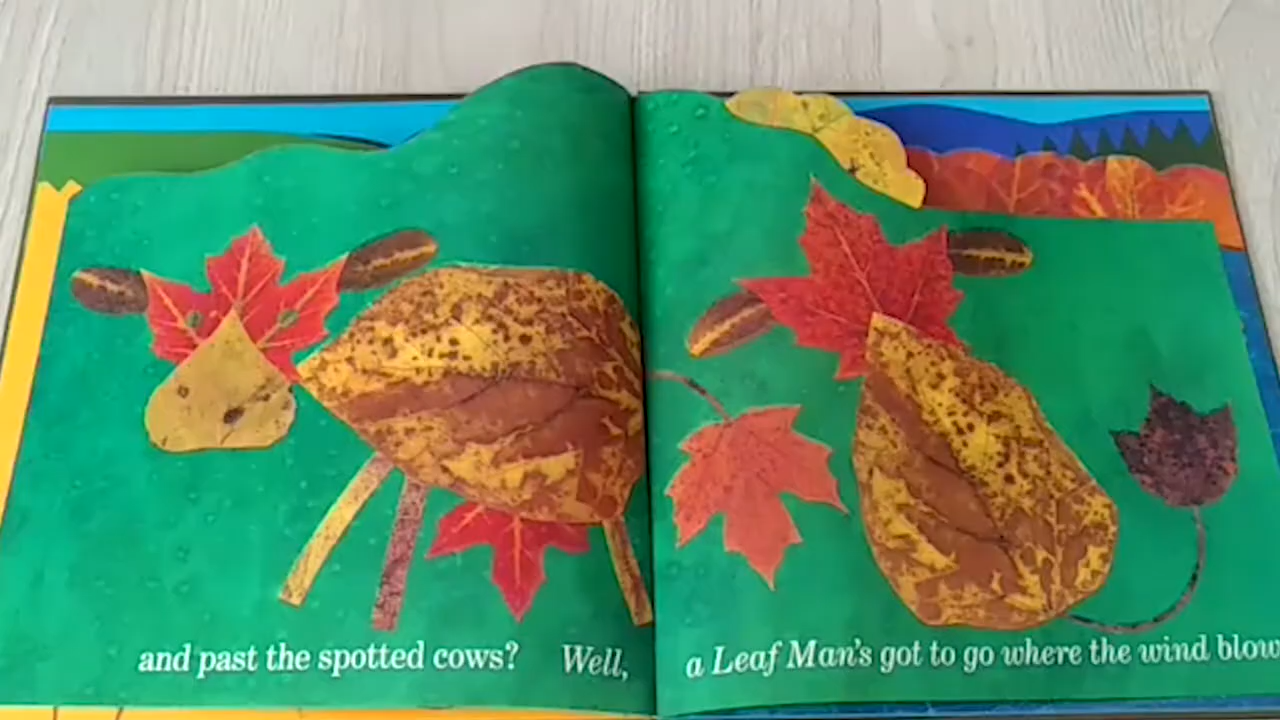 and past the spotted cows? Well,
a Leaf Man's got to go where the wind blow